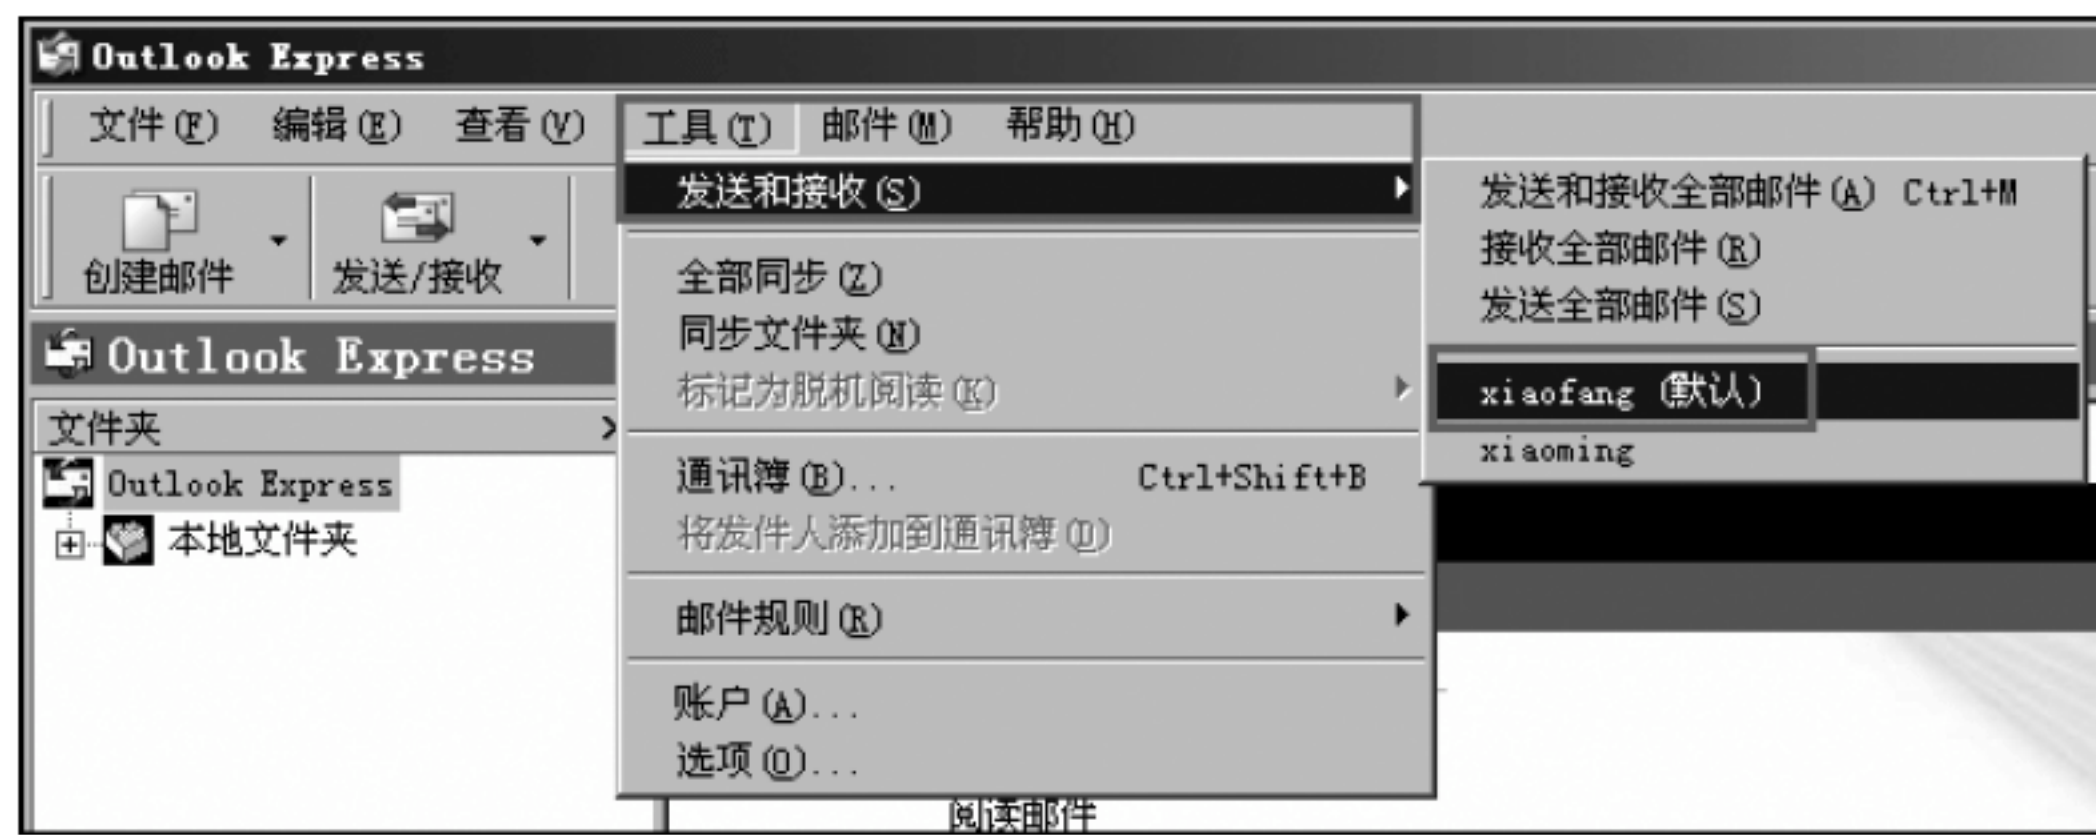 Outlook Express
文件(F) 编辑(E) 查看(V) 工具(T) 邮件(M) 帮助(H)
创建邮件 发送/接收
Outlook Express
文件夹
Outlook Express
本地文件夹
发送和接收(S)
全部同步(Z)
同步文件夹(N)
标记为脱机阅读(K)
通讯簿(B)... Ctrl+Shift+B
将发件人添加到通讯簿(D)
邮件规则(R)
账户(A)...
选项(O)...
发送和接收全部邮件(A) Ctrl+M
接收全部邮件(R)
发送全部邮件(S)
xiaofang (默认)
xiaoming
阅读邮件